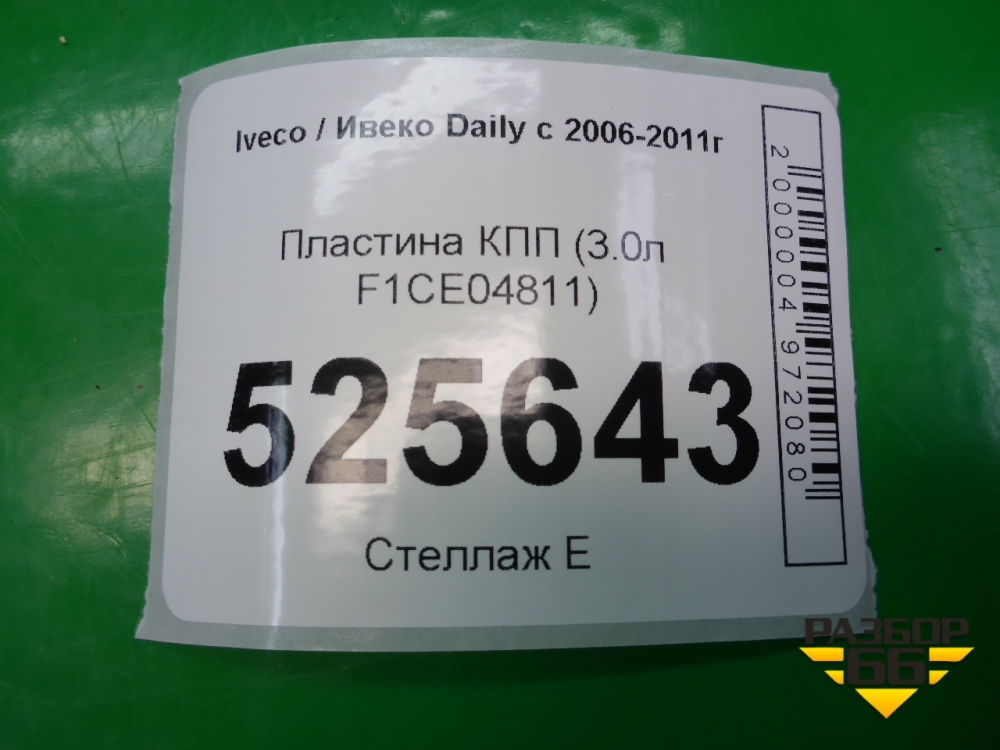 Iveco / Ивеко Daily с 2006-2011г
Пластина КПП (3.0л
F1CE04811)
525643
Стеллаж Е
2000004972080
РАЗБОР
66